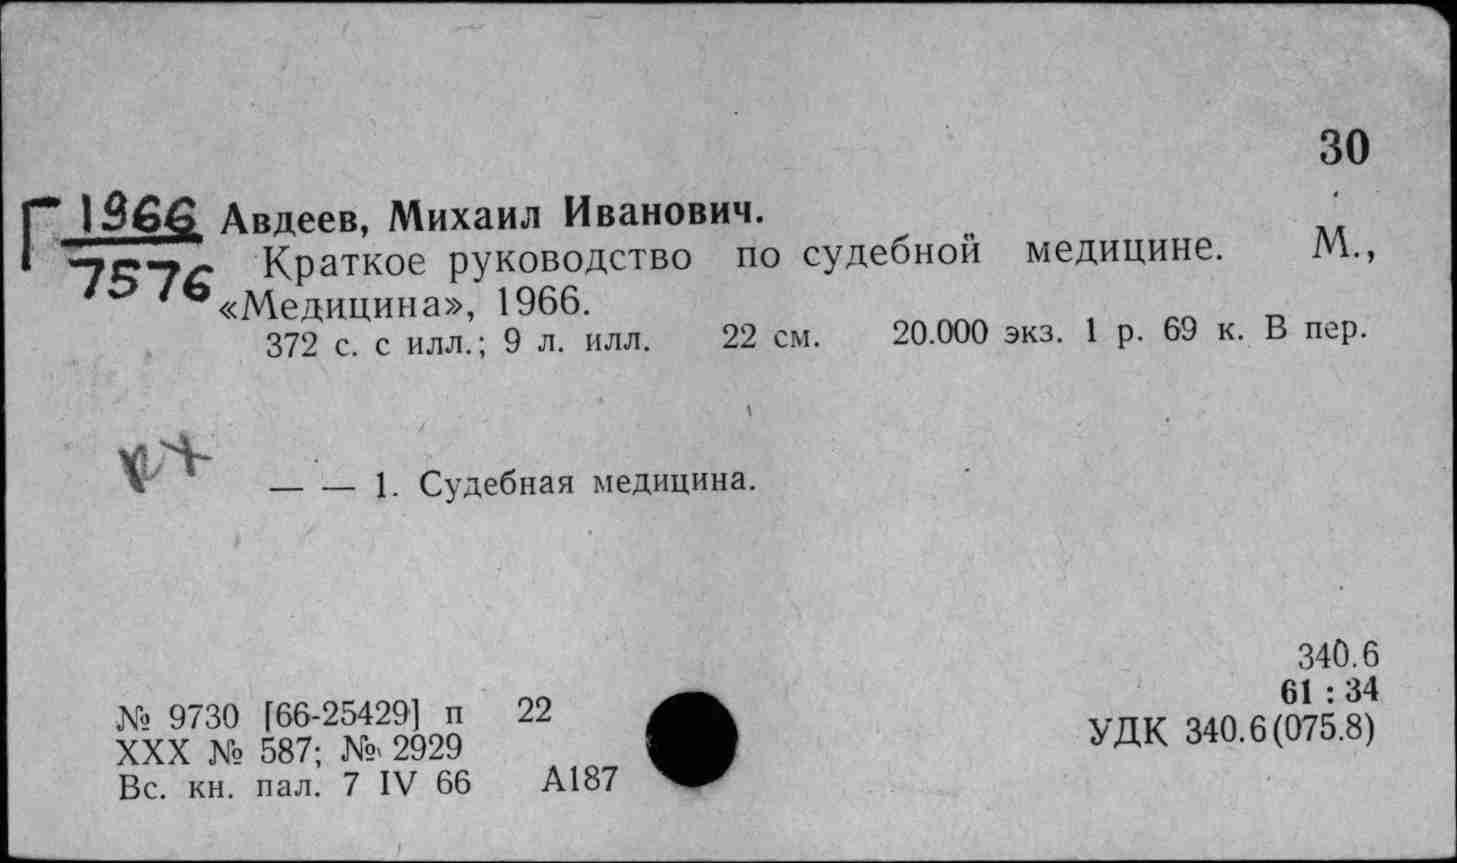 30
Г 1966 Авдеев, Михаил Иванович.
7576 Краткое руководство по судебной медицине. М.,
«Медицина», 1966.
372 с. с илл.; 9 л. илл. 22 см. 20.000 экз. 1 р. 69 к. В пер.
— — 1. Судебная медицина.
340.6
61 : 34
№ 9730 [66-25429] п 22
УДК 340.6(075.8)
XXX № 587; № 2929
Вс. кн. пал. 7 IV 66 А187